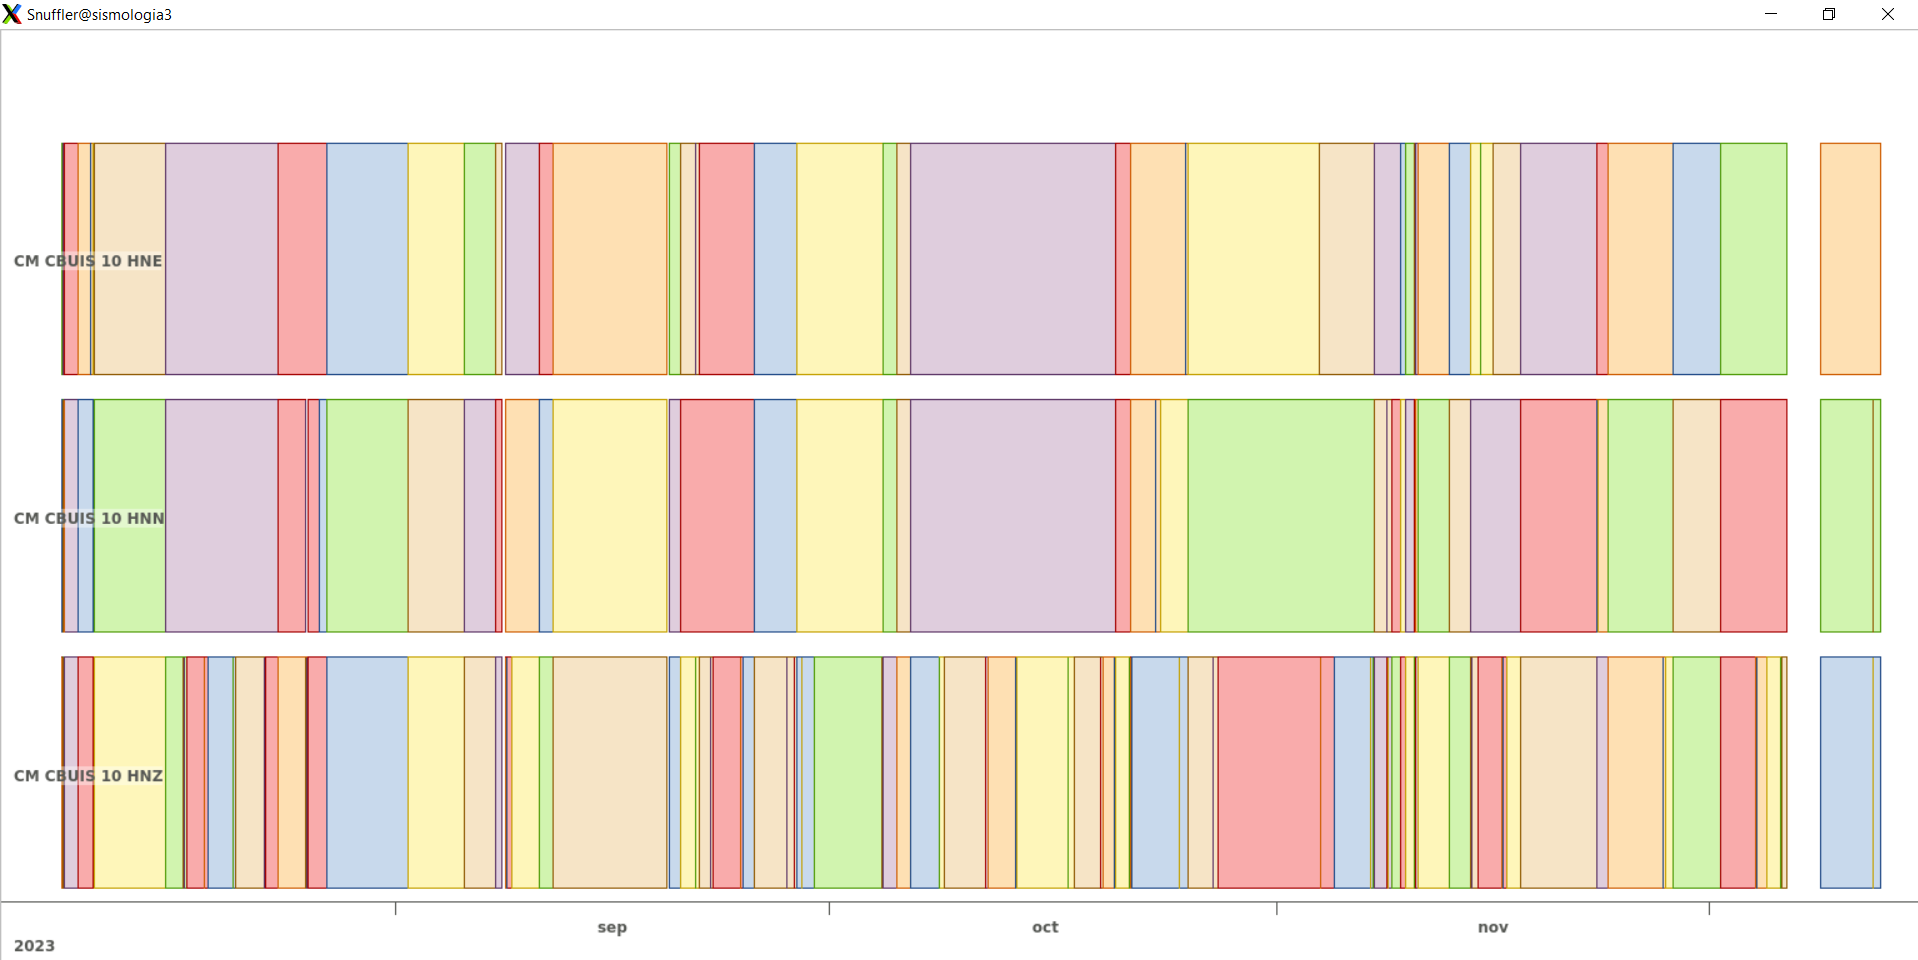 Snuffler@sismologia3
CM CBUIS 10 HNE
CM CBUIS 10 HNN
CM CBUIS 10 HNZ
sep oct nov
2023